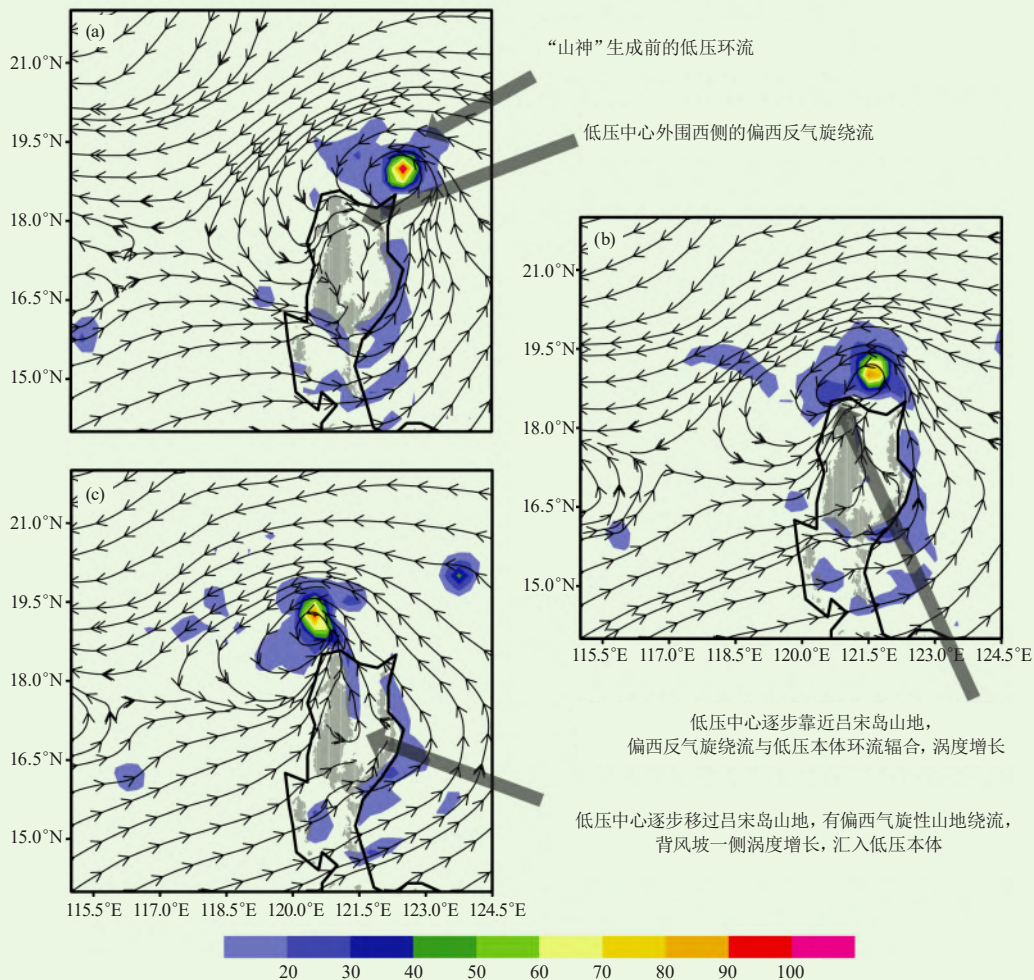 (a)
“山神”生成前的低压环流
低压中心外围西侧的偏西反气旋绕流
21.0°N
19.5°N
18.0°N
16.5°N
15.0°N
(b)
21.0°N
19.5°N
18.0°N
16.5°N
15.0°N
115.5°E 117.0°E 118.5°E 120.0°E 121.5°E 123.0°E 124.5°E
低压中心逐步靠近吕宋岛山地，
偏西反气旋绕流与低压本体环流辐合, 涡度增长
(c)
21.0°N
19.5°N
18.0°N
16.5°N
15.0°N
115.5°E 117.0°E 118.5°E 120.0°E 121.5°E 123.0°E 124.5°E
低压中心逐步移过吕宋岛山地, 有偏西气旋性山地绕流，
背风坡一侧涡度增长, 汇入低压本体
20 30 40 50 60 70 80 90 100